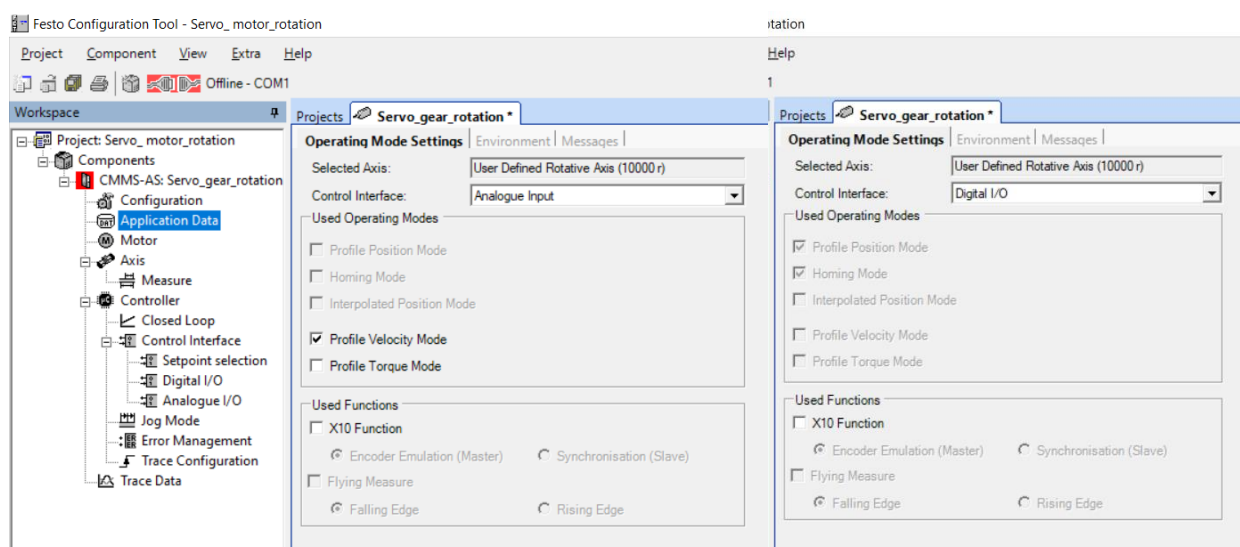 Festo Configuration Tool - Servo_ motor_rotation
Project Component View Extra Help
Offline - COM1
Workspace
Project: Servo_ motor_rotation
Components
CMMS-AS: Servo_gear_rotation
Configuration
Application Data
Motor
Axis
Measure
Controller
Closed Loop
Control Interface
Setpoint selection
Digital I/O
Analogue I/O
Jog Mode
Error Management
Trace Configuration
Trace Data
Projects Servo_gear_rotation *
Operating Mode Settings Environment Messages
Selected Axis: User Defined Rotative Axis (10000 r)
Control Interface: Analogue Input
Used Operating Modes
Profile Position Mode
Homing Mode
Interpolated Position Mode
Profile Velocity Mode
Profile Torque Mode
Used Functions
X10 Function
Encoder Emulation (Master) Synchronisation (Slave)
Flying Measure
Falling Edge Rising Edge
otation
Help
1
Projects Servo_gear_rotation *
Operating Mode Settings Environment Messages
Selected Axis: User Defined Rotative Axis (10000 r)
Control Interface: Digital I/O
Used Operating Modes
Profile Position Mode
Homing Mode
Interpolated Position Mode
Profile Velocity Mode
Profile Torque Mode
Used Functions
X10 Function
Encoder Emulation (Master) Synchronisation (Slave)
Flying Measure
Falling Edge Rising Edge